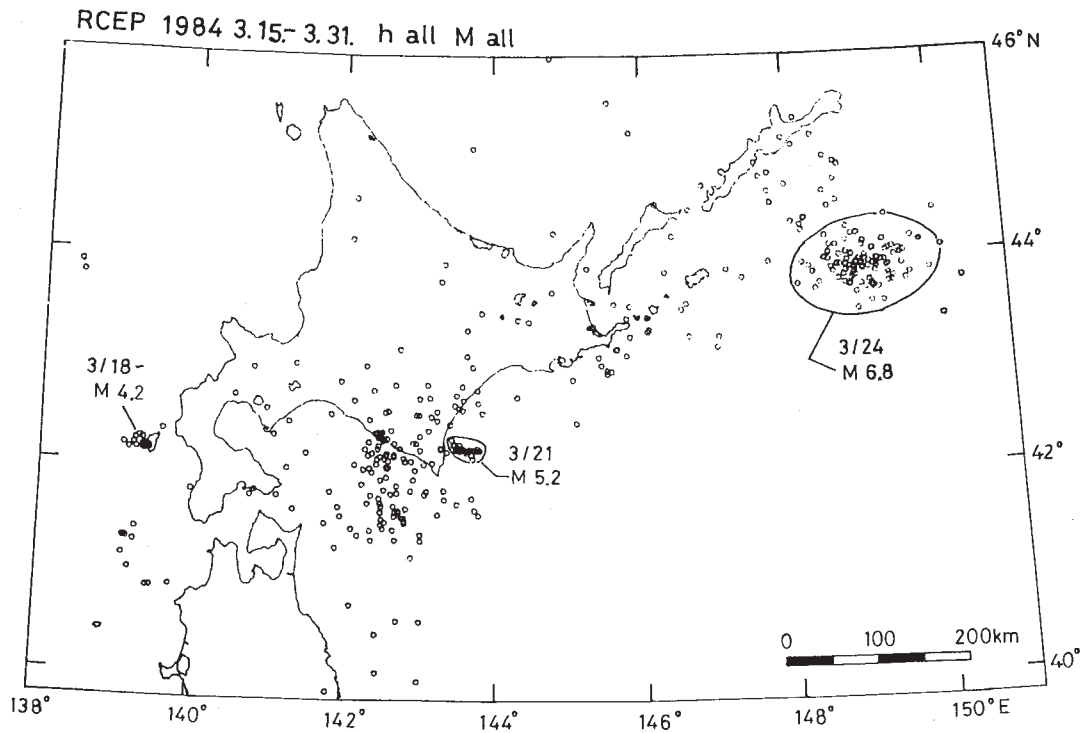 RCEP 1984 3.15.- 3.31. h all M all
46° N
44°
3/24
M 6.8
3/18 -
M 4.2
3/21
M 5.2
42°
0 100 200km
40°
138° 140° 142° 144° 146° 148° 150° E